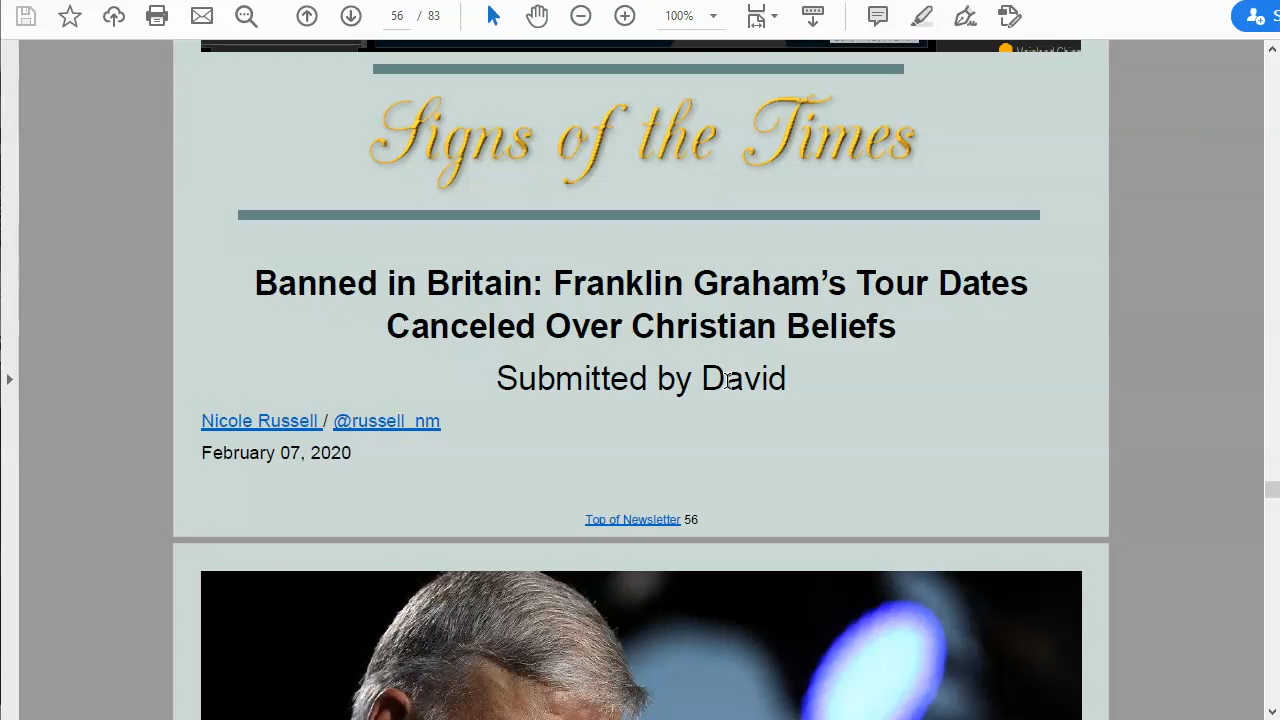 56 / 83
100%
Signs of the Times
Banned in Britain: Franklin Graham’s Tour Dates
Canceled Over Christian Beliefs
Submitted by David
Nicole Russell / @russell_nm
February 07, 2020
Top of Newsletter 56